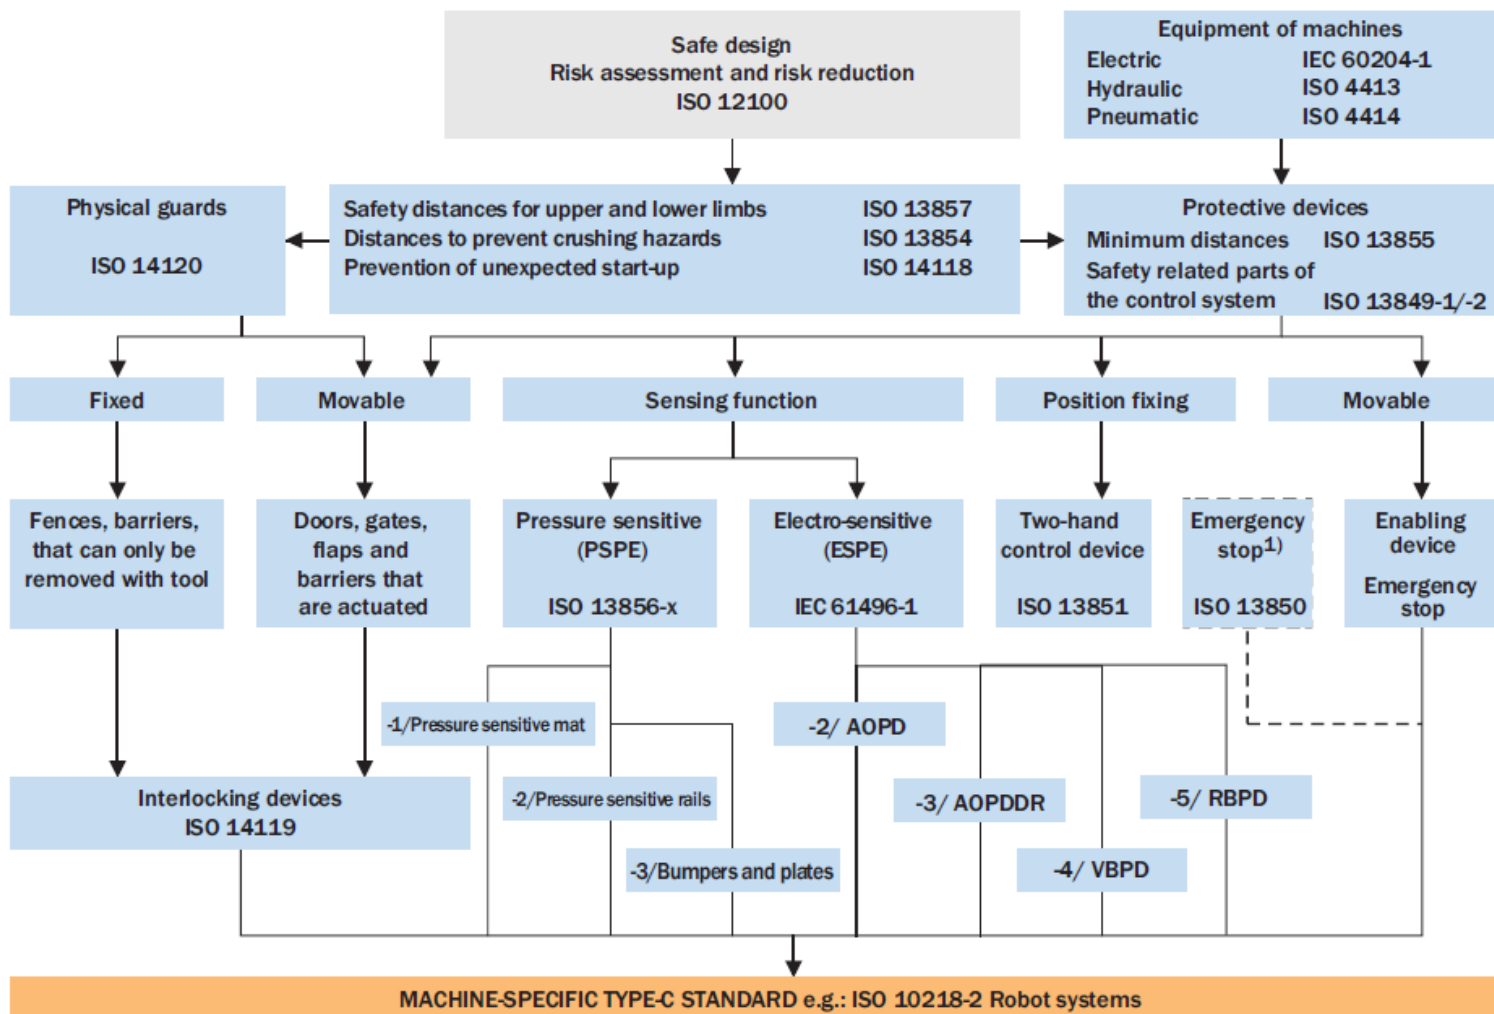 Safe design
Risk assessment and risk reduction
ISO 12100
Equipment of machines
Electric IEC 60204-1
Hydraulic ISO 4413
Pneumatic ISO 4414
Physical guards
ISO 14120
Safety distances for upper and lower limbs ISO 13857
Distances to prevent crushing hazards ISO 13854
Prevention of unexpected start-up ISO 14118
Protective devices
Minimum distances ISO 13855
Safety related parts of
the control system ISO 13849-1/-2
Fixed
Movable
Sensing function
Position fixing
Movable
Fences, barriers,
that can only be
removed with tool
Doors, gates,
flaps and
barriers that
are actuated
Pressure sensitive
(PSPE)
ISO 13856-x
Electro-sensitive
(ESPE)
IEC 61496-1
Two-hand
control device
ISO 13851
Emergency
stop1)
ISO 13850
Enabling
device
Emergency
stop
-1/Pressure sensitive mat
-2/ AOPD
-2/Pressure sensitive rails
-3/ AOPDDR
-5/ RBPD
Interlocking devices
ISO 14119
-3/Bumpers and plates
-4/ VBPD
MACHINE-SPECIFIC TYPE-C STANDARD e.g.: ISO 10218-2 Robot systems